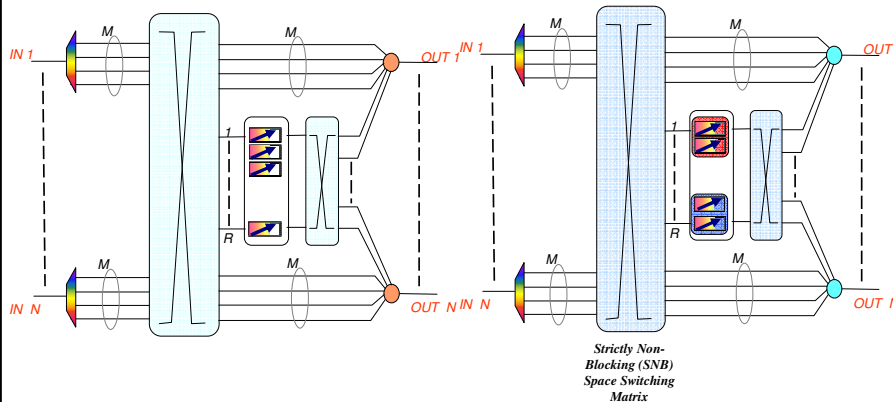 M
M
IN 1
OUT 1
1
R
M
M
IN N
OUT N
M
M
IN 1
OUT
1
R
M
M
IN N
OUT I
Strictly Non-
Blocking (SNB)
Space Switching
Matrix